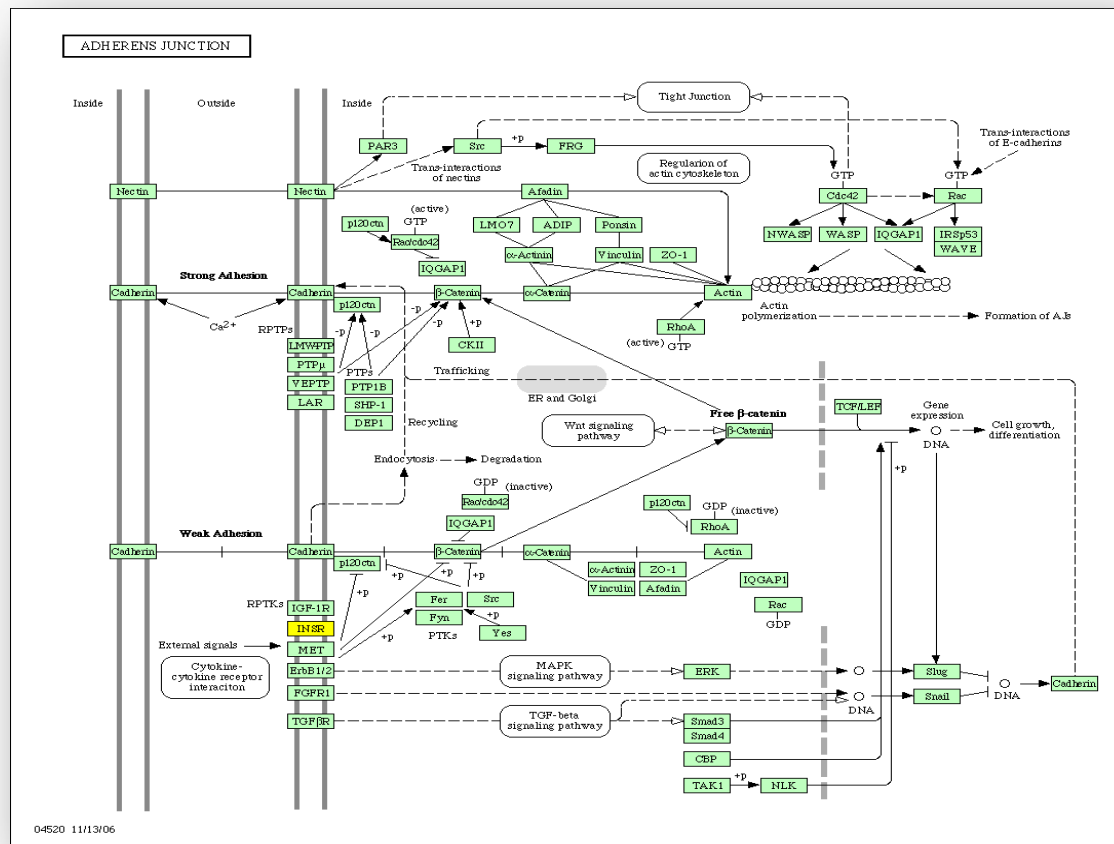 ADHERENS JUNCTION
Inside
Outside
Inside
Tight Junction
PAR3
Src
+p
FRG
Trans-interactions
of E-cadherins
Trans-interactions
of nectins
Regularion of
actin cytoskeleton
GTP
GTP
Nectin
Nectin
Afadin
Cdc42
Rac
(active)
p120ctn
GTP
LMO7
ADIP
Ponsin
NWASP
WASP
IQGAP1
IRSp53
WAVE
Rac/cdc42
α-Actinin
Vinculin
ZO-1
IQGAP1
Strong Adhesion
Cadherin
Cadherin
β-Catenin
α-Catenin
Actin
p120ctn
Actin
polymerization
Formation of AJs
Ca2+
RPTPs
-p
-p
-p
-p
+p
RhoA
(active)
GTP
LMWPTP
CKII
PTPμ
PTPs
Trafficking
VEPTP
PTP1B
LAR
SHP-1
DEP1
ER and Golgi
Recycling
Free β-catenin
TCF/LEF
Gene
expression
Wnt signaling
pathway
β-Catenin
DNA
Cell growth,
differentiation
Endocytosis
Degradation
+p
GDP
(inactive)
Rac/cdc42
p120ctn
GDP
(inactive)
IQGAP1
RhoA
Weak Adhesion
Cadherin
Cadherin
β-Catenin
α-Catenin
Actin
p120ctn
+p
+p
+p
+p
α-Actinin
ZO-1
IQGAP1
Vinculin
Afadin
RPTKs
IGF-1R
Fer
Src
Rac
GDP
INSR
Fyn
+p
+p
PTKs
Yes
External signals
MET
Cytokine-
cytokine receptor
interaciton
ErbB1/2
MAPK
signaling pathway
ERK
Slug
FGFR1
Snail
DNA
DNA
Cadherin
TGFβR
TGF-beta
signaling pathway
Smad3
Smad4
CBP
TAK1
+p
NLK
04520 11/13/06